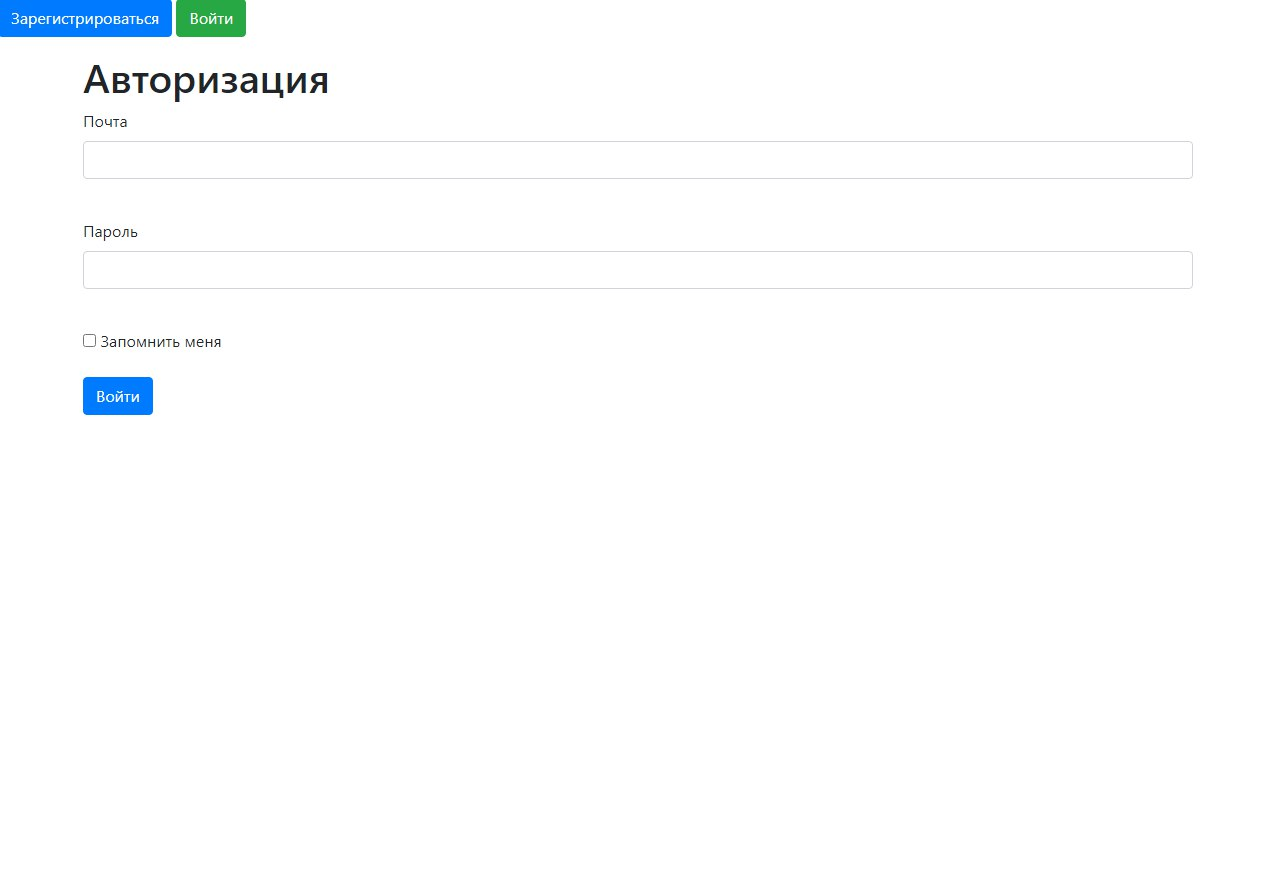 Зарегистрироваться Войти
Авторизация
Почта
Пароль
Запомнить меня
Войти